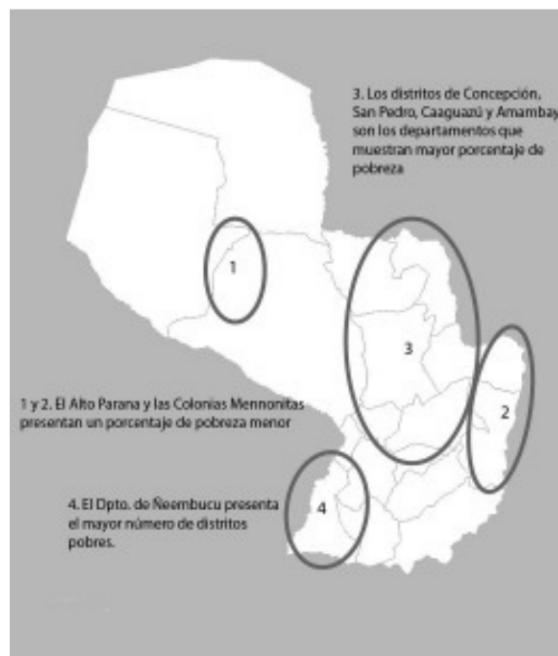 3. Los distritos de Concepción,
San Pedro, Caaguazú y Amambay
son los departamentos que
muestran mayor porcentaje de
pobreza
1
3
2
1 y 2. El Alto Parana y las Colonias Mennonitas
presentan un porcentaje de pobreza menor
4. El Dpto. de Ñeembucu presenta
el mayor número de distritos
pobres.
4